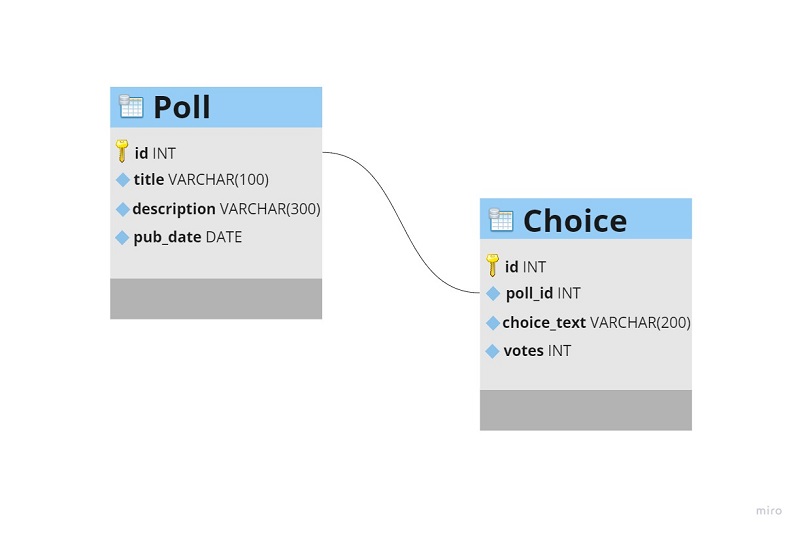 Poll
id INT
title VARCHAR(100)
description VARCHAR(300)
pub_date DATE
Choice
id INT
poll_id INT
choice_text VARCHAR(200)
votes INT
miro